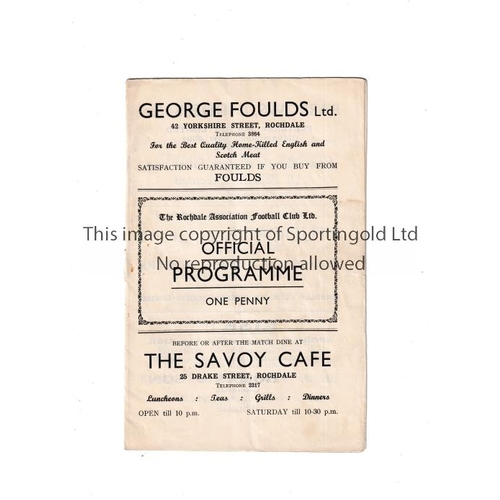 GEORGE FOULDS Ltd.
42 YORKSHIRE STREET, ROCHDALE
TELEPHONE 3864
For the Best Quality Home-Killed English and
Scotch Meat
SATISFACTION GUARANTEED IF YOU BUY FROM
FOULDS
The Rochdale Association Football Club Ltd.
This image copyright of Sportingold Ltd
OFFICIAL
No reproduction allowed
PROGRAMME
ONE PENNY
BEFORE OR AFTER THE MATCH DINE AT
THE SAVOY CAFE
25 DRAKE STREET, ROCHDALE
TELEPHONE 2317
Luncheons : Teas : Grills : Dinners
OPEN till 10 p.m. SATURDAY till 10-30 p.m.